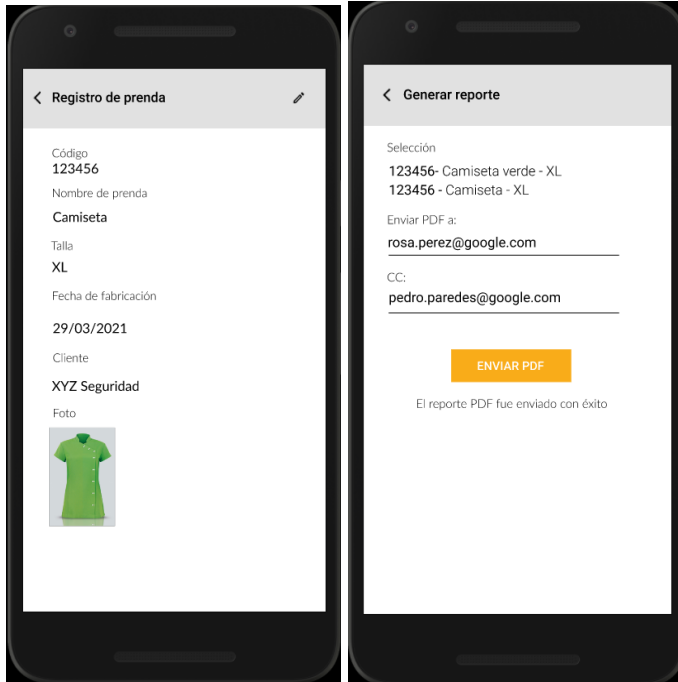 Registro de prenda
Código
123456
Nombre de prenda
Camiseta
Talla
XL
Fecha de fabricación
29/03/2021
Cliente
XYZ Seguridad
Foto
Generar reporte
Selección
123456- Camiseta verde - XL
123456 - Camiseta - XL
Enviar PDF a:
rosa.perez@google.com
CC:
pedro.paredes@google.com
ENVIAR PDF
El reporte PDF fue enviado con éxito